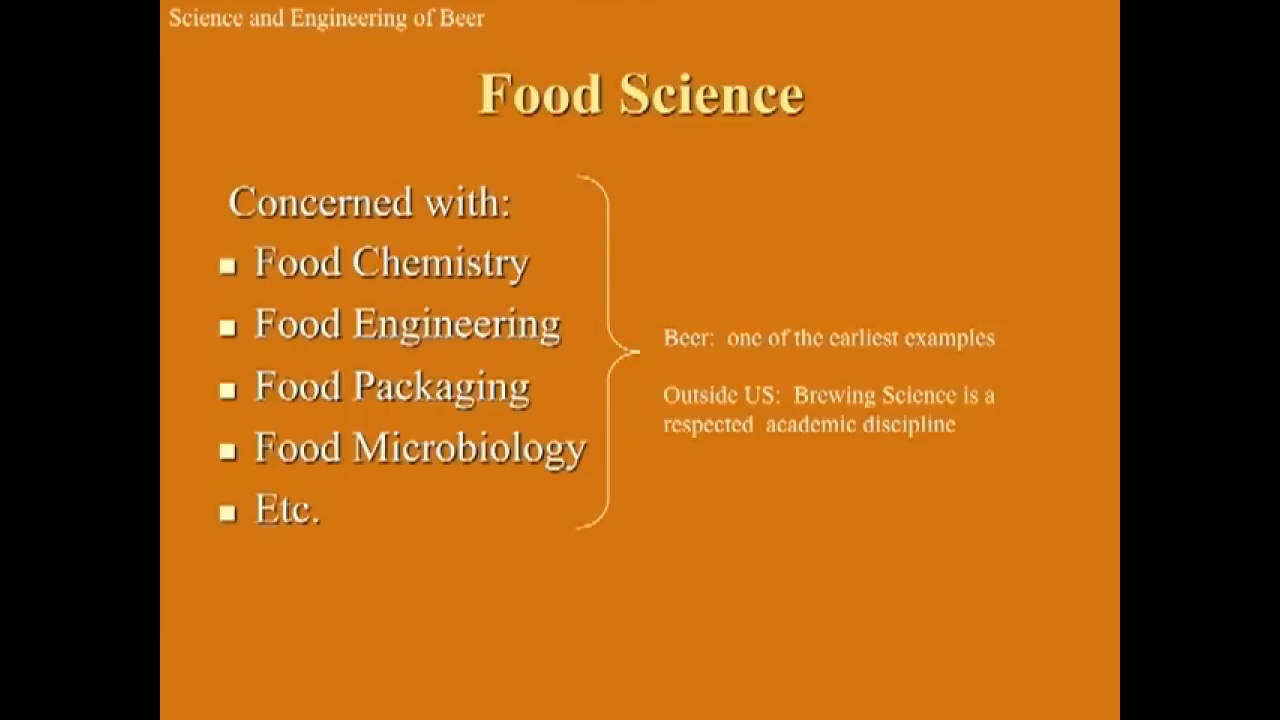 Science and Engineering of Beer
Food Science
Concerned with:
Food Chemistry
Food Engineering
Food Packaging
Food Microbiology
Etc.
Beer: one of the earliest examples
Outside US: Brewing Science is a
respected academic discipline